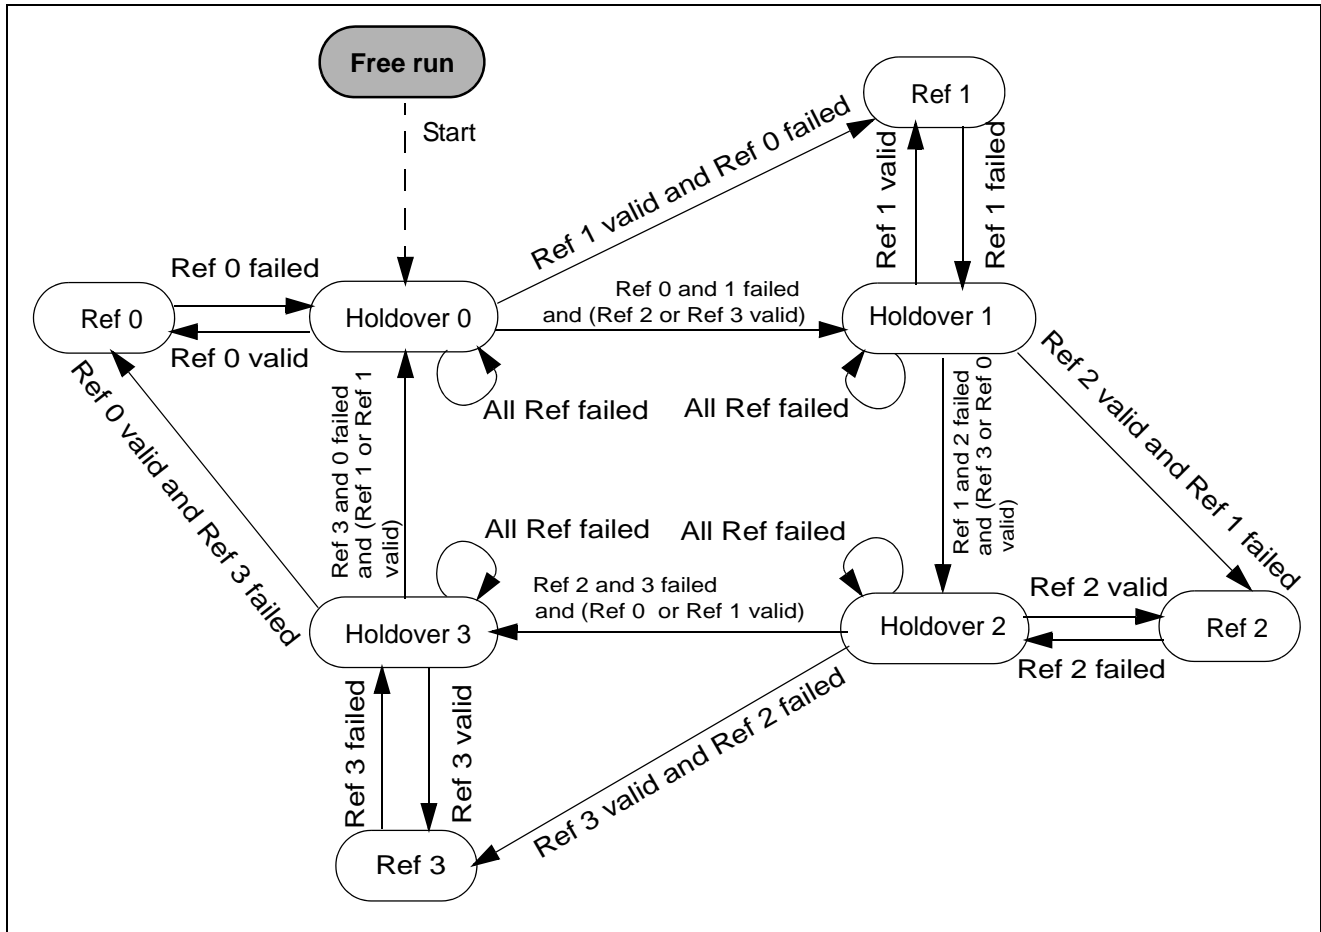 Free run
Start
Ref 1
Ref 1 valid and Ref 0 failed
Ref 1 valid
Ref 1 failed
Ref 0 failed
Ref 0
Ref 0 valid
Holdover 0
Ref 0 and 1 failed
and (Ref 2 or Ref 3 valid)
Holdover 1
All Ref failed
All Ref failed
Ref 2 valid and Ref 1 failed
Ref 0 valid and Ref 3 failed
Ref 3 and 0 failed
and (Ref 1 or Ref 1
valid)
Ref 1 and 2 failed
and (Ref 3 or Ref 0
valid)
All Ref failed
All Ref failed
Ref 2 and 3 failed
and (Ref 0 or Ref 1 valid)
Holdover 3
Holdover 2
Ref 2 valid
Ref 2
Ref 2 failed
Ref 3 failed
Ref 3 valid
Ref 3 valid and Ref 2 failed
Ref 3